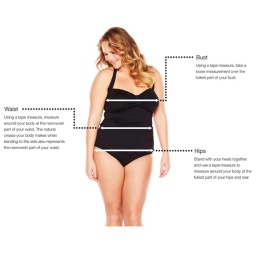 Bust
Using a tape measure, take a
loose measurement over the
fullest part of your bust.
Waist
Using a tape measure, measure
around your body at the narrowest
part of your waist. The natural
crease your body makes when
bending to the side also represents
the narrowest part of your waist.
Hips
Stand with your heels together
and use a tape measure to
measure around your body at the
fullest part of your hips and rear.